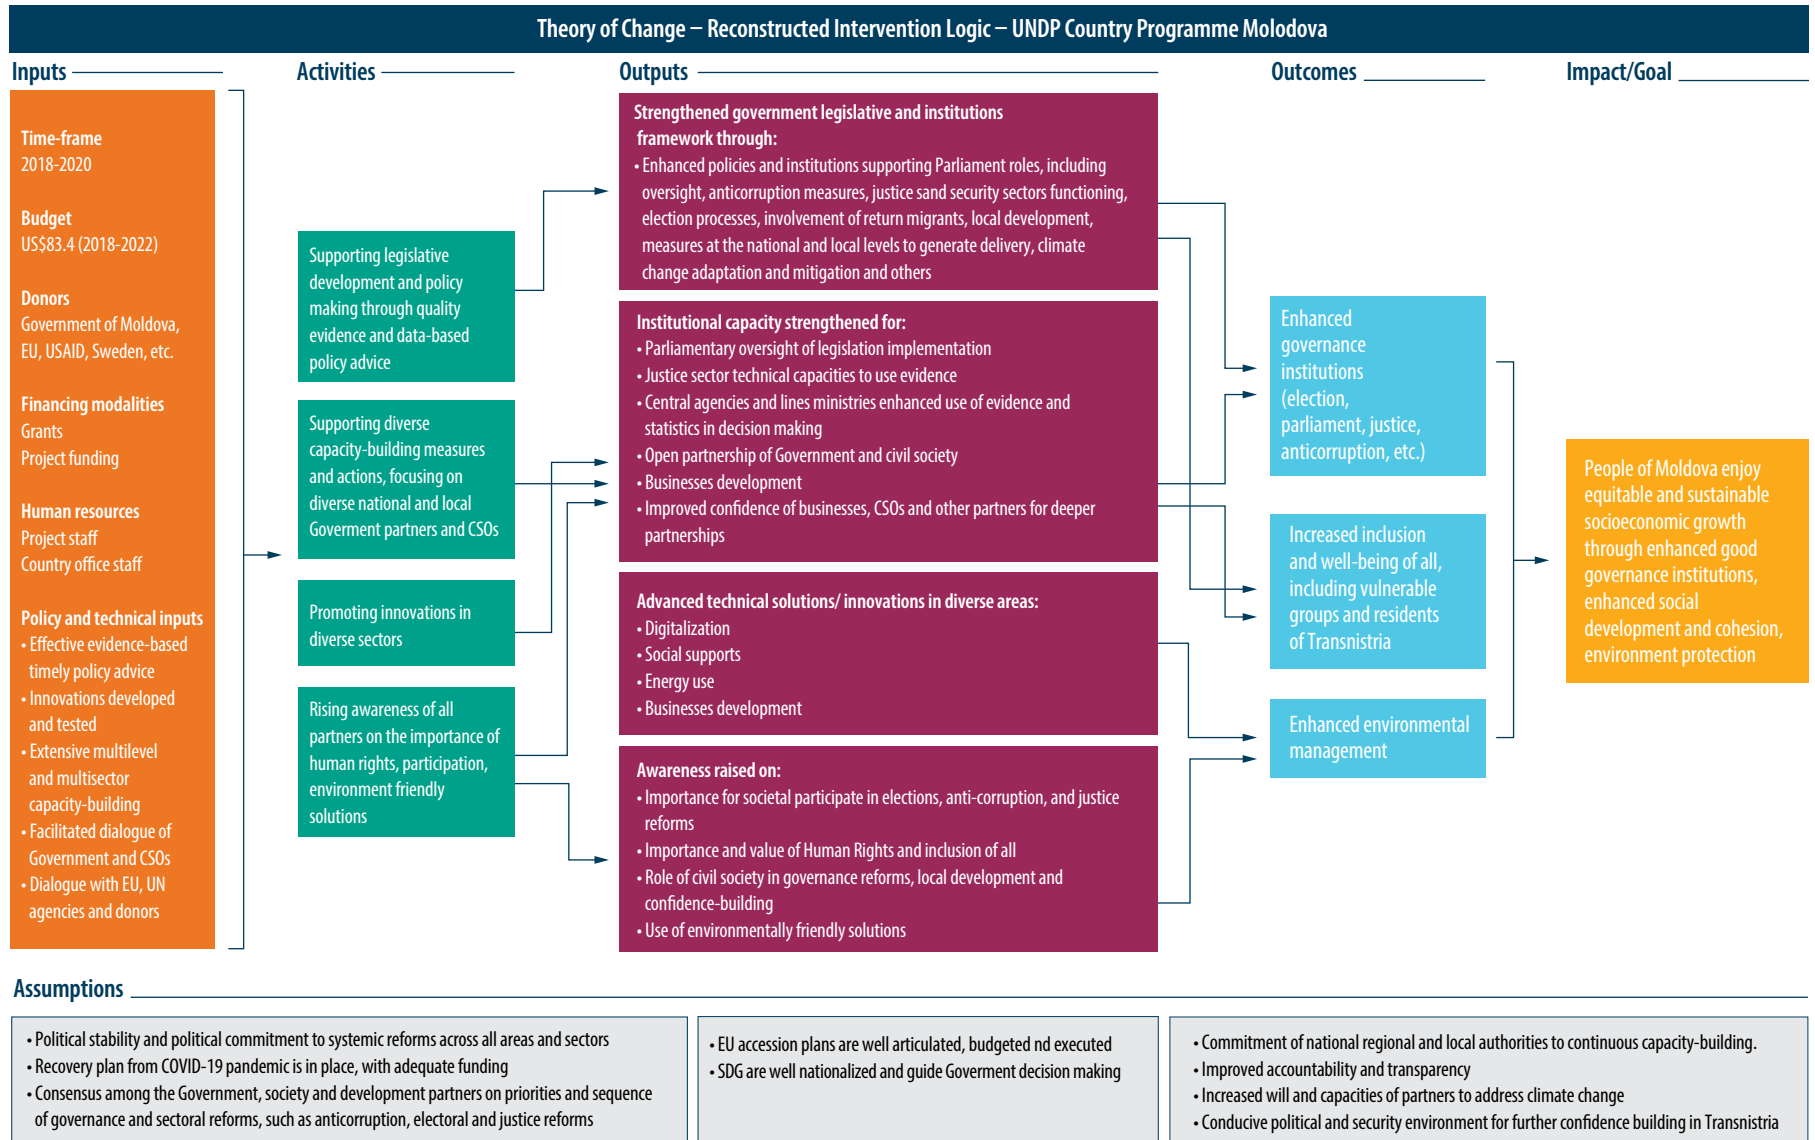 Theory of Change – Reconstructed Intervention Logic – UNDP Country Programme Molodova
Inputs
Time-frame
2018-2020
Budget
US$83.4 (2018-2022)
Donors
Government of Moldova,
EU, USAID, Sweden, etc.
Financing modalities
Grants
Project funding
Human resources
Project staff
Country office staff
Policy and technical inputs
• Effective evidence-based
timely policy advice
• Innovations developed
and tested
• Extensive multilevel
and multisector
capacity-building
• Facilitated dialogue of
Government and CSOs
• Dialogue with EU, UN
agencies and donors
Activities
Supporting legislative
development and policy
making through quality
evidence and data-based
policy advice
Supporting diverse
capacity-building measures
and actions, focusing on
diverse national and local
Goverment partners and CSOs
Promoting innovations in
diverse sectors
Rising awareness of all
partners on the importance of
human rights, participation,
environment friendly
solutions
Outputs
Strengthened government legislative and institutions
framework through:
• Enhanced policies and institutions supporting Parliament roles, including
oversight, anticorruption measures, justice sand security sectors functioning,
election processes, involvement of return migrants, local development,
measures at the national and local levels to generate delivery, climate
change adaptation and mitigation and others
Institutional capacity strengthened for:
• Parliamentary oversight of legislation implementation
• Justice sector technical capacities to use evidence
• Central agencies and lines ministries enhanced use of evidence and
statistics in decision making
• Open partnership of Government and civil society
• Businesses development
• Improved confidence of businesses, CSOs and other partners for deeper
partnerships
Advanced technical solutions/ innovations in diverse areas:
• Digitalization
• Social supports
• Energy use
• Businesses development
Awareness raised on:
• Importance for societal participate in elections, anti-corruption, and justice
reforms
• Importance and value of Human Rights and inclusion of all
• Role of civil society in governance reforms, local development and
confidence-building
• Use of environmentally friendly solutions
Outcomes
Enhanced
governance
institutions
(election,
parliament, justice,
anticorruption, etc.)
Increased inclusion
and well-being of all,
including vulnerable
groups and residents
of Transnistria
Enhanced environmental
management
Impact/Goal
People of Moldova enjoy
equitable and sustainable
socioeconomic growth
through enhanced good
governance institutions,
enhanced social
development and cohesion,
environment protection
Assumptions
• Political stability and political commitment to systemic reforms across all areas and sectors
• Recovery plan from COVID-19 pandemic is in place, with adequate funding
• Consensus among the Government, society and development partners on priorities and sequence
of governance and sectoral reforms, such as anticorruption, electoral and justice reforms
• EU accession plans are well articulated, budgeted nd executed
• SDG are well nationalized and guide Goverment decision making
• Commitment of national regional and local authorities to continuous capacity-building.
• Improved accountability and transparency
• Increased will and capacities of partners to address climate change
• Conducive political and security environment for further confidence building in Transnistria